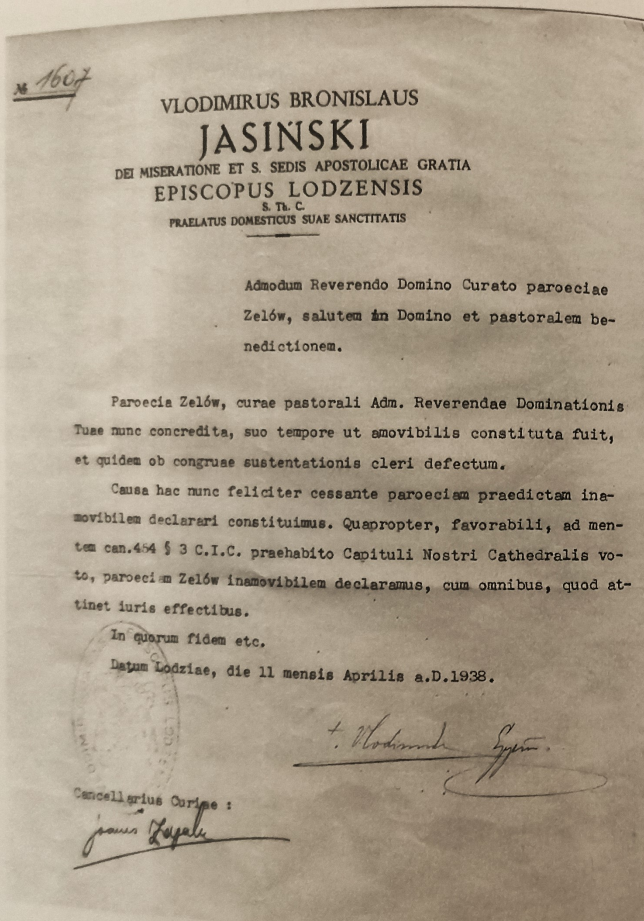 № 1607
VLODIMIRUS BRONISLAUS
JASIŃSKI
DEI MISERATIONE ET S. SEDIS APOSTOLICAE GRATIA
EPISCOPUS LODZENSIS
S. Th. C.
PRAELATUS DOMESTICUS SUAE SANCTITATIS
Admodum Reverendo Domino Curato paroeciae
Zelów, salutem in Domino et pastoralem be-
nedictionem.
Paroecia Zelów, curae pastorali Adm. Reverendae Dominationis
Tuae nunc concredita, suo tempore ut amovibilis constituta fuit,
et quidem ob congruae sustentationis cleri defectum.
Causa hac nunc feliciter cessante paroeciam praedictam ina-
movibilem declarari constituimus. Quapropter, favorabili, ad men-
tem can.454 § 3 C.I.C. praehabito Capituli Nostri Cathedralis vo-
to, paroeciam Zelów inamovibilem declaramus, cum omnibus, quod at-
tinet iuris effectibus.
In quorum fidem etc.
Datum Lodziae, die 11 mensis Aprilis a.D.1938.
Cancellarius Curiae :